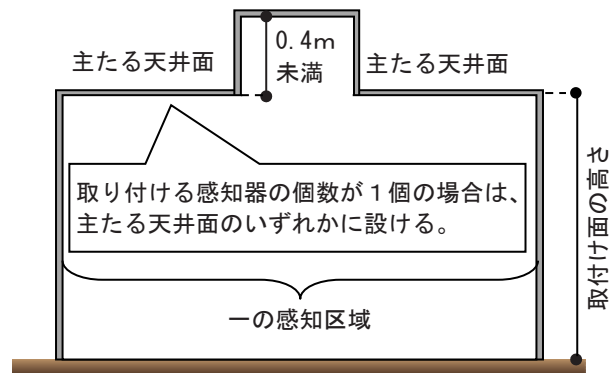 0.4m
未満
主たる天井面
主たる天井面
取り付ける感知器の個数が1個の場合は、
主たる天井面のいずれかに設ける。
一の感知区域
取付け面の高さ